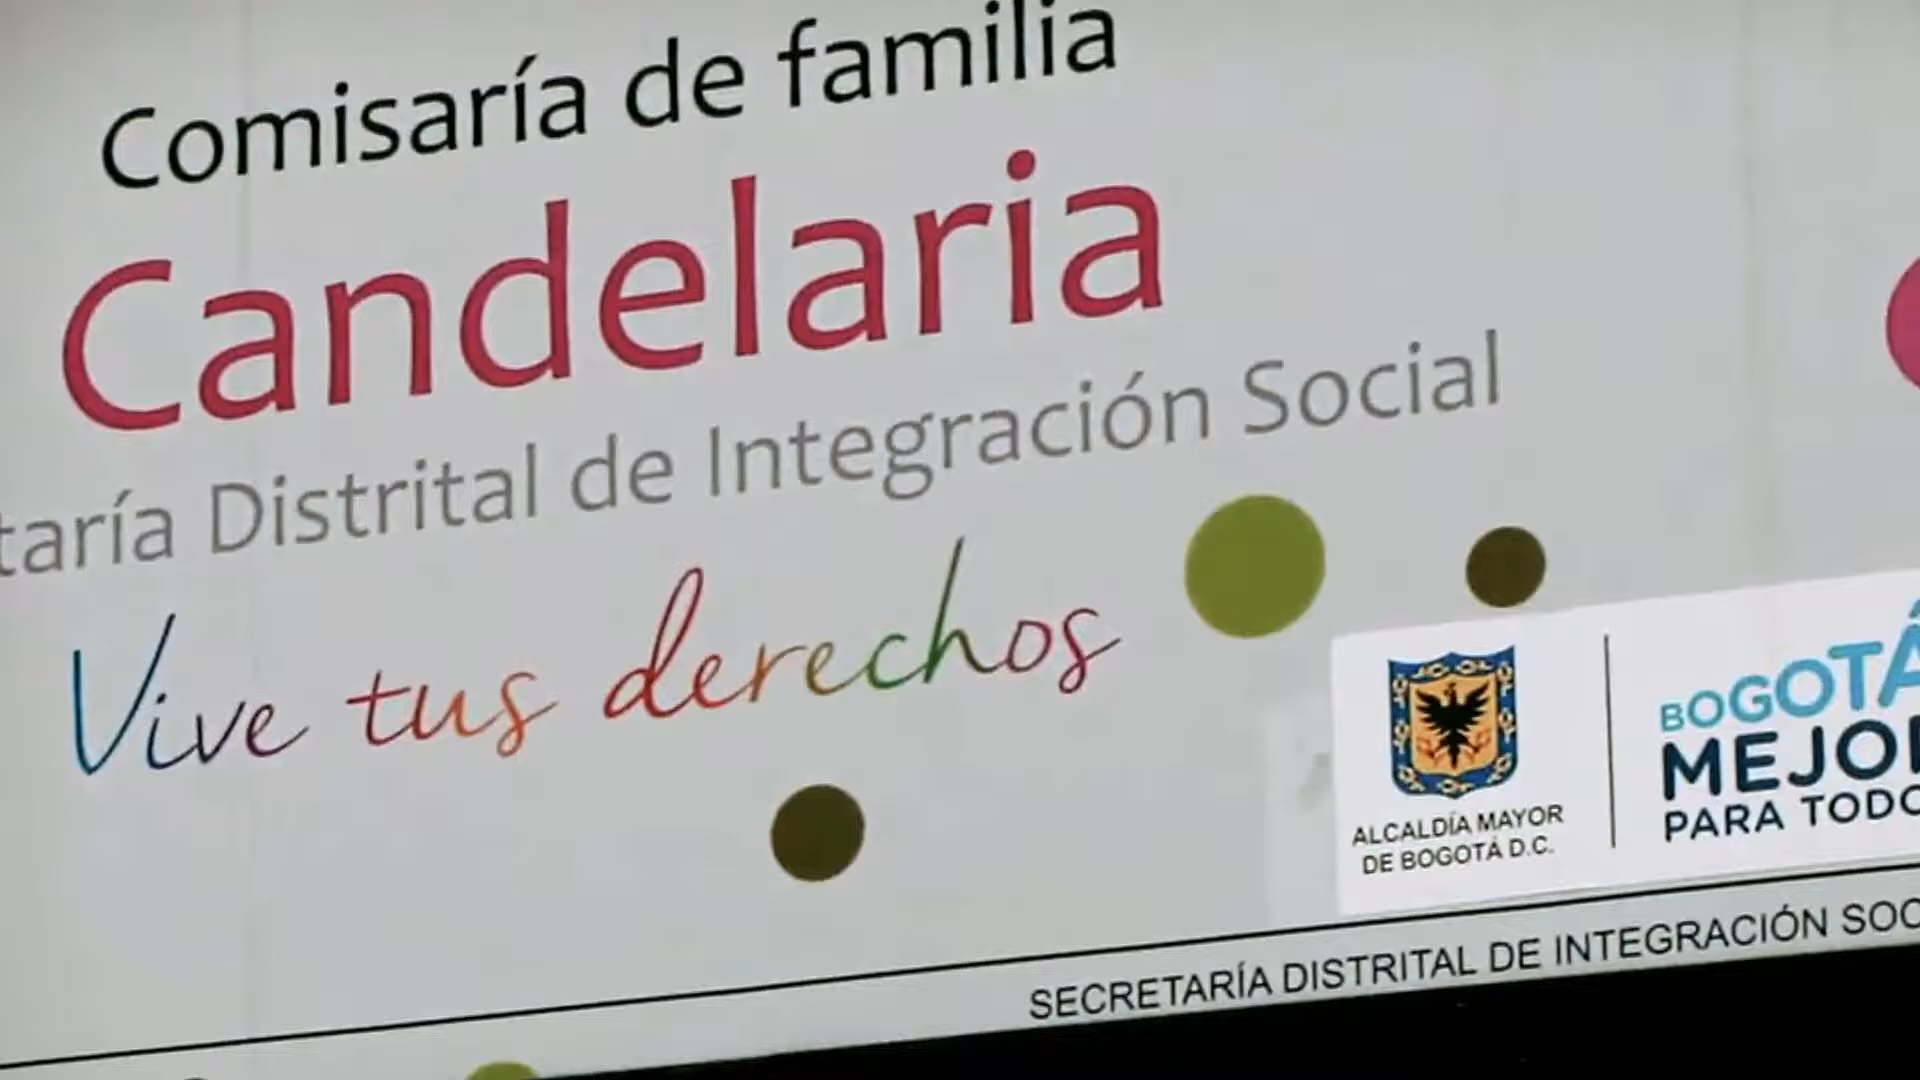 Comisaría de familia
Candelaria
taría Distrital de Integración Social
Vive tus derechos
ALCALDÍA MAYOR
DE BOGOTÁ D.C.
BOGOTÁ
MEJOR
PARA TODO
SECRETARÍA DISTRITAL DE INTEGRACIÓN SOC